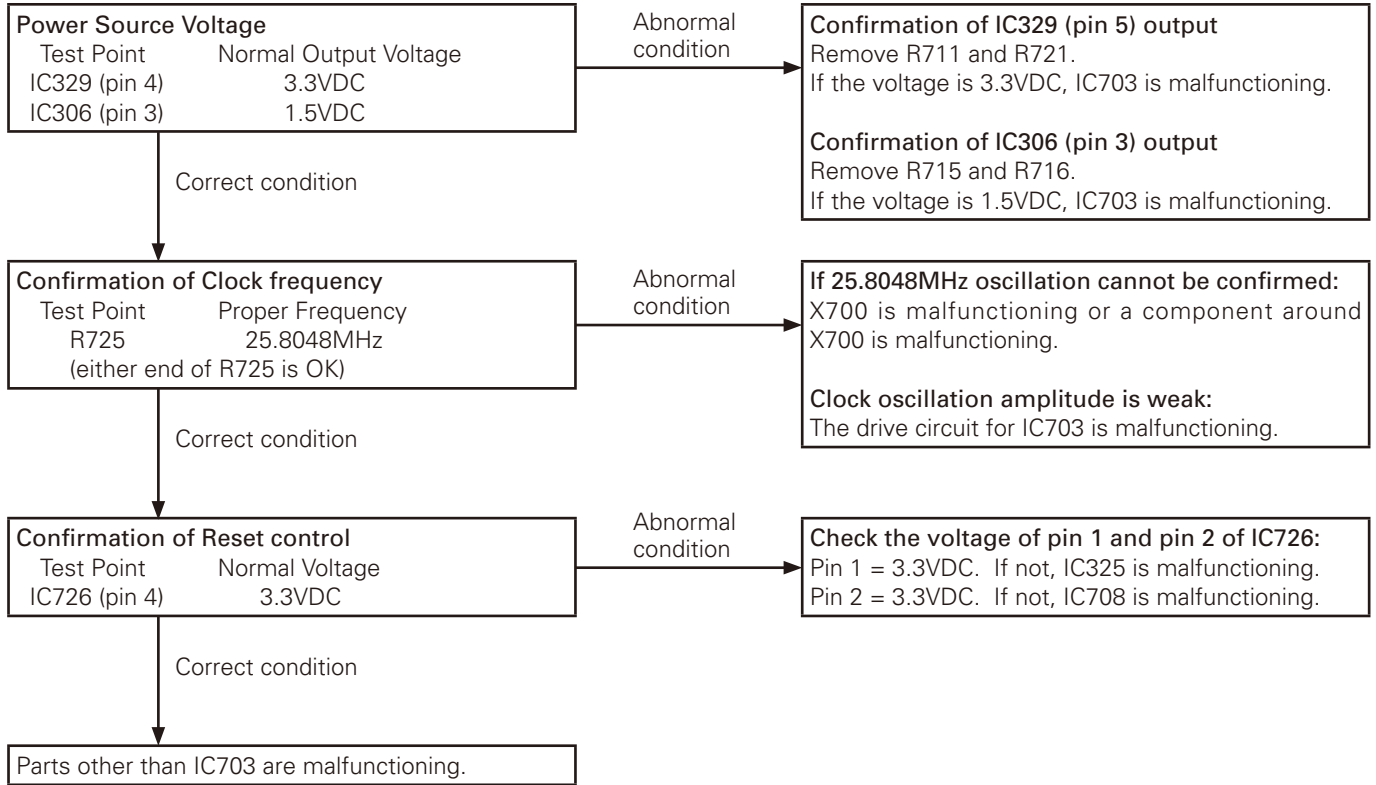 Power Source Voltage
Test Point Normal Output Voltage
IC329 (pin 4) 3.3VDC
IC306 (pin 3) 1.5VDC
Abnormal
condition
Confirmation of IC329 (pin 5) output
Remove R711 and R721.
If the voltage is 3.3VDC, IC703 is malfunctioning.
Confirmation of IC306 (pin 3) output
Remove R715 and R716.
If the voltage is 1.5VDC, IC703 is malfunctioning.
Correct condition
Confirmation of Clock frequency
Test Point Proper Frequency
R725 25.8048MHz
(either end of R725 is OK)
Abnormal
condition
If 25.8048MHz oscillation cannot be confirmed:
X700 is malfunctioning or a component around
X700 is malfunctioning.
Clock oscillation amplitude is weak:
The drive circuit for IC703 is malfunctioning.
Correct condition
Confirmation of Reset control
Test Point Normal Voltage
IC726 (pin 4) 3.3VDC
Abnormal
condition
Check the voltage of pin 1 and pin 2 of IC726:
Pin 1 = 3.3VDC. If not, IC325 is malfunctioning.
Pin 2 = 3.3VDC. If not, IC708 is malfunctioning.
Correct condition
Parts other than IC703 are malfunctioning.